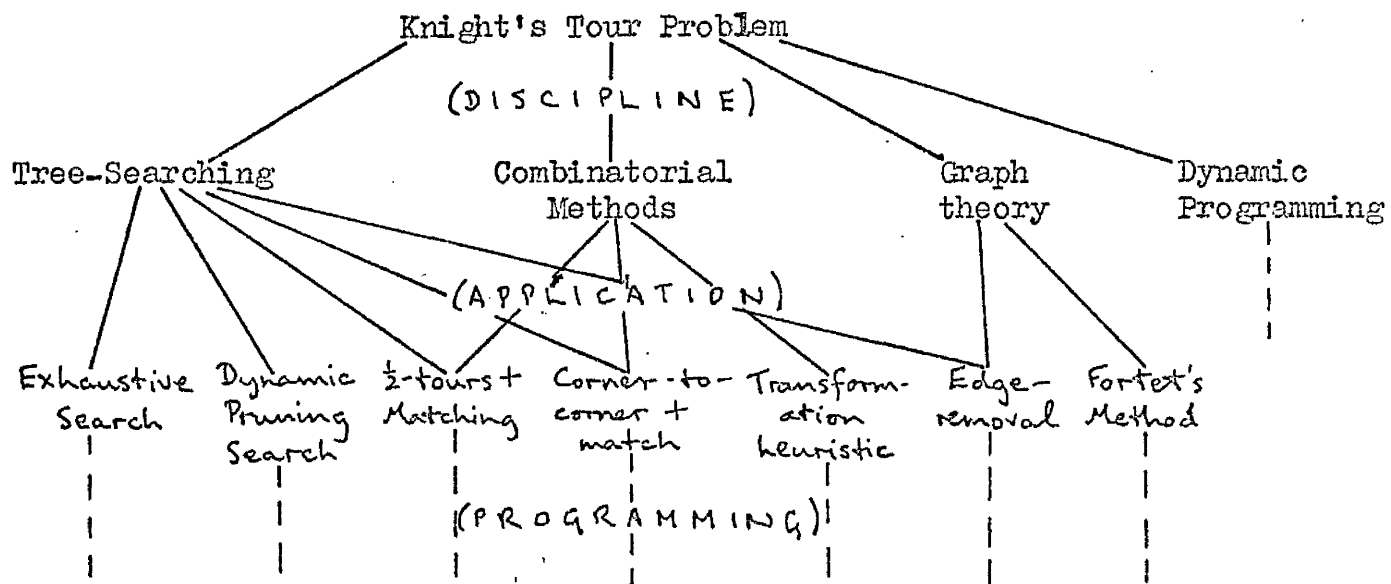 Knight's Tour Problem
(DISCIPLINE)
Tree-Searching
Combinatorial
Methods
Graph
theory
Dynamic
Programming
(APPLICATION)
Exhaustive
Search
Dynamic
Pruning
Search
½-tours +
Matching
Corner-to-
corner +
match
Transform-
ation
heuristic
Edge-
removal
Fortet's
Method
(PROGRAMMING)